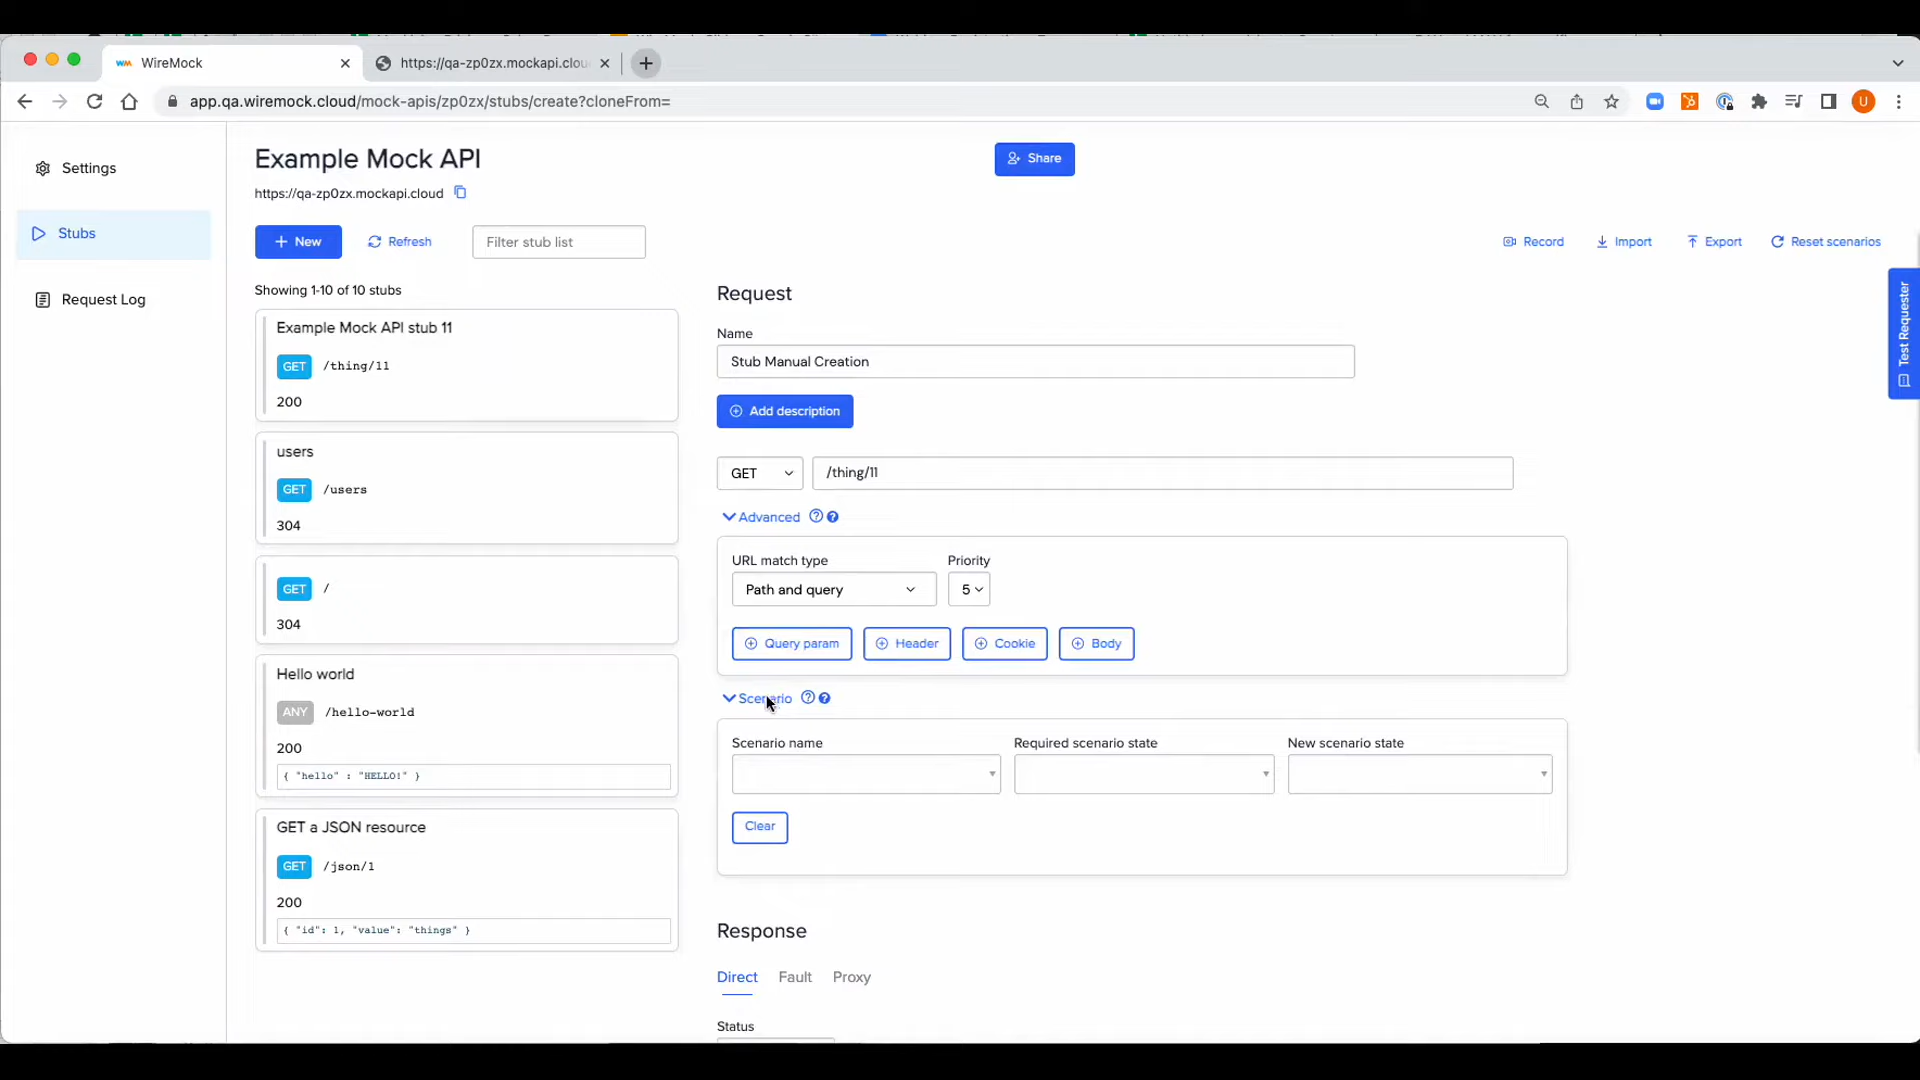 WireMock
https://qa-zp0zx.mockapi.clou
app.qa.wiremock.cloud/mock-apis/zp0zx/stubs/create?cloneFrom=
U
Settings
Stubs
Request Log
Example Mock API
https://qa-zp0zx.mockapi.cloud
Share
New
Refresh
Filter stub list
Record
Import
Export
Reset scenarios
Test Requester
Showing 1-10 of 10 stubs
Example Mock API stub 11
GET /thing/11
200
users
GET /users
304
GET /
304
Hello world
ANY /hello-world
200
{ "hello" : "HELLO!" }
GET a JSON resource
GET /json/1
200
{ "id": 1, "value": "things" }
Request
Name
Stub Manual Creation
Add description
GET /thing/11
Advanced
URL match type Priority
Path and query 5
Query param Header Cookie Body
Scenario
Scenario name Required scenario state New scenario state
Clear
Response
Direct Fault Proxy
Status